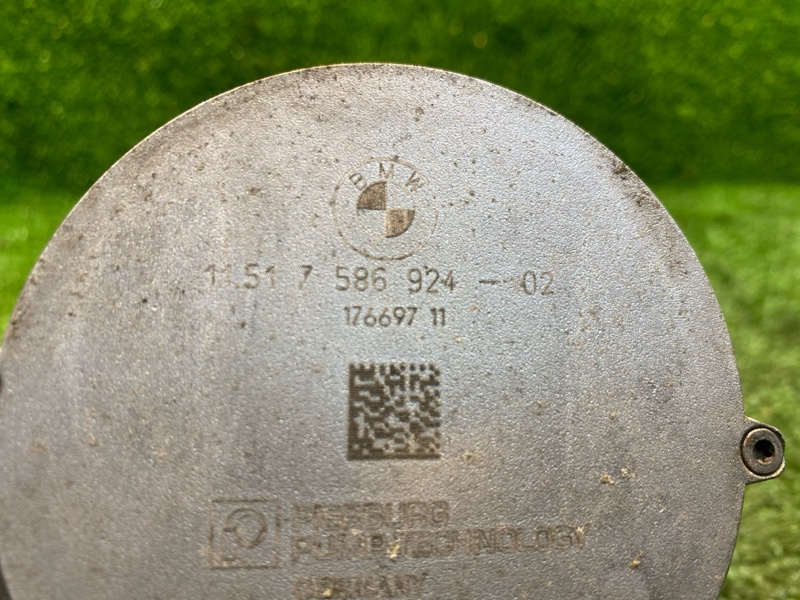 BMW
11.51 7 586 924 - 02
176697 11
PIERBURG
PUMP TECHNOLOGY
GERMANY